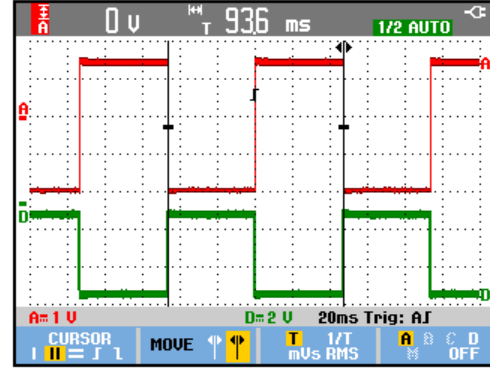 A 0 V T 93.6 ms 1/2 AUTO
A
A
D
D
A 1 V D 2 V 20ms Trig: A
CURSOR MOVE T 1/T A B C D
mVs RMS M OFF